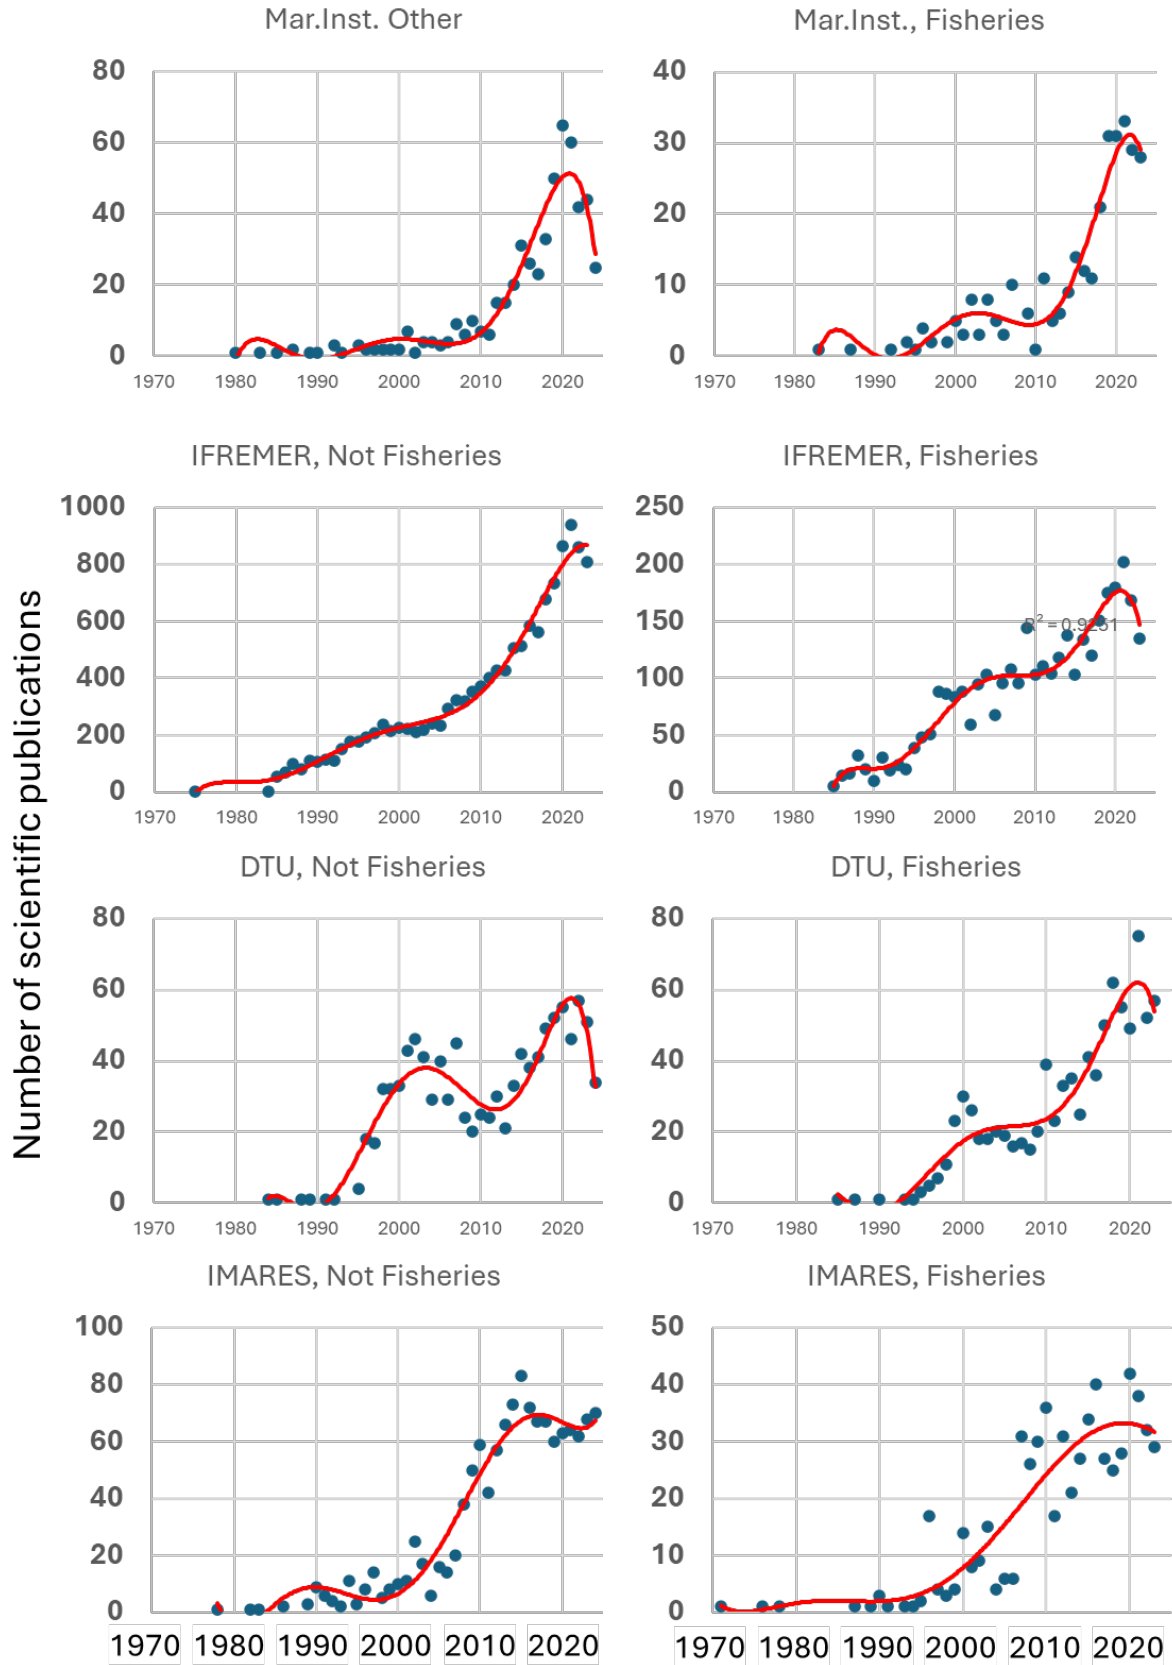 Mar.Inst. Other
80
60
40
20
0
1970 1980 1990 2000 2010 2020
Mar.Inst., Fisheries
40
30
20
10
0
1970 1980 1990 2000 2010 2020
Number of scientific publications
IFREMER, Not Fisheries
1000
800
600
400
200
0
1970 1980 1990 2000 2010 2020
IFREMER, Fisheries
250
200
150
100
50
0
R² = 0.9251
1970 1980 1990 2000 2010 2020
DTU, Not Fisheries
80
60
40
20
0
1970 1980 1990 2000 2010 2020
DTU, Fisheries
80
60
40
20
0
1970 1980 1990 2000 2010 2020
IMARES, Not Fisheries
100
80
60
40
20
0
1970 1980 1990 2000 2010 2020
IMARES, Fisheries
50
40
30
20
10
0
1970 1980 1990 2000 2010 2020